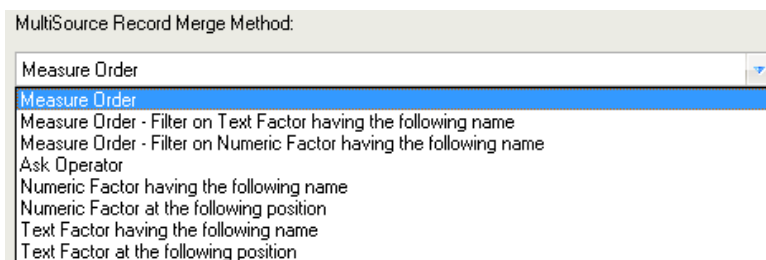 MultiSource Record Merge Method:
Measure Order
Measure Order
Measure Order - Filter on Text Factor having the following name
Measure Order - Filter on Numeric Factor having the following name
Ask Operator
Numeric Factor having the following name
Numeric Factor at the following position
Text Factor having the following name
Text Factor at the following position